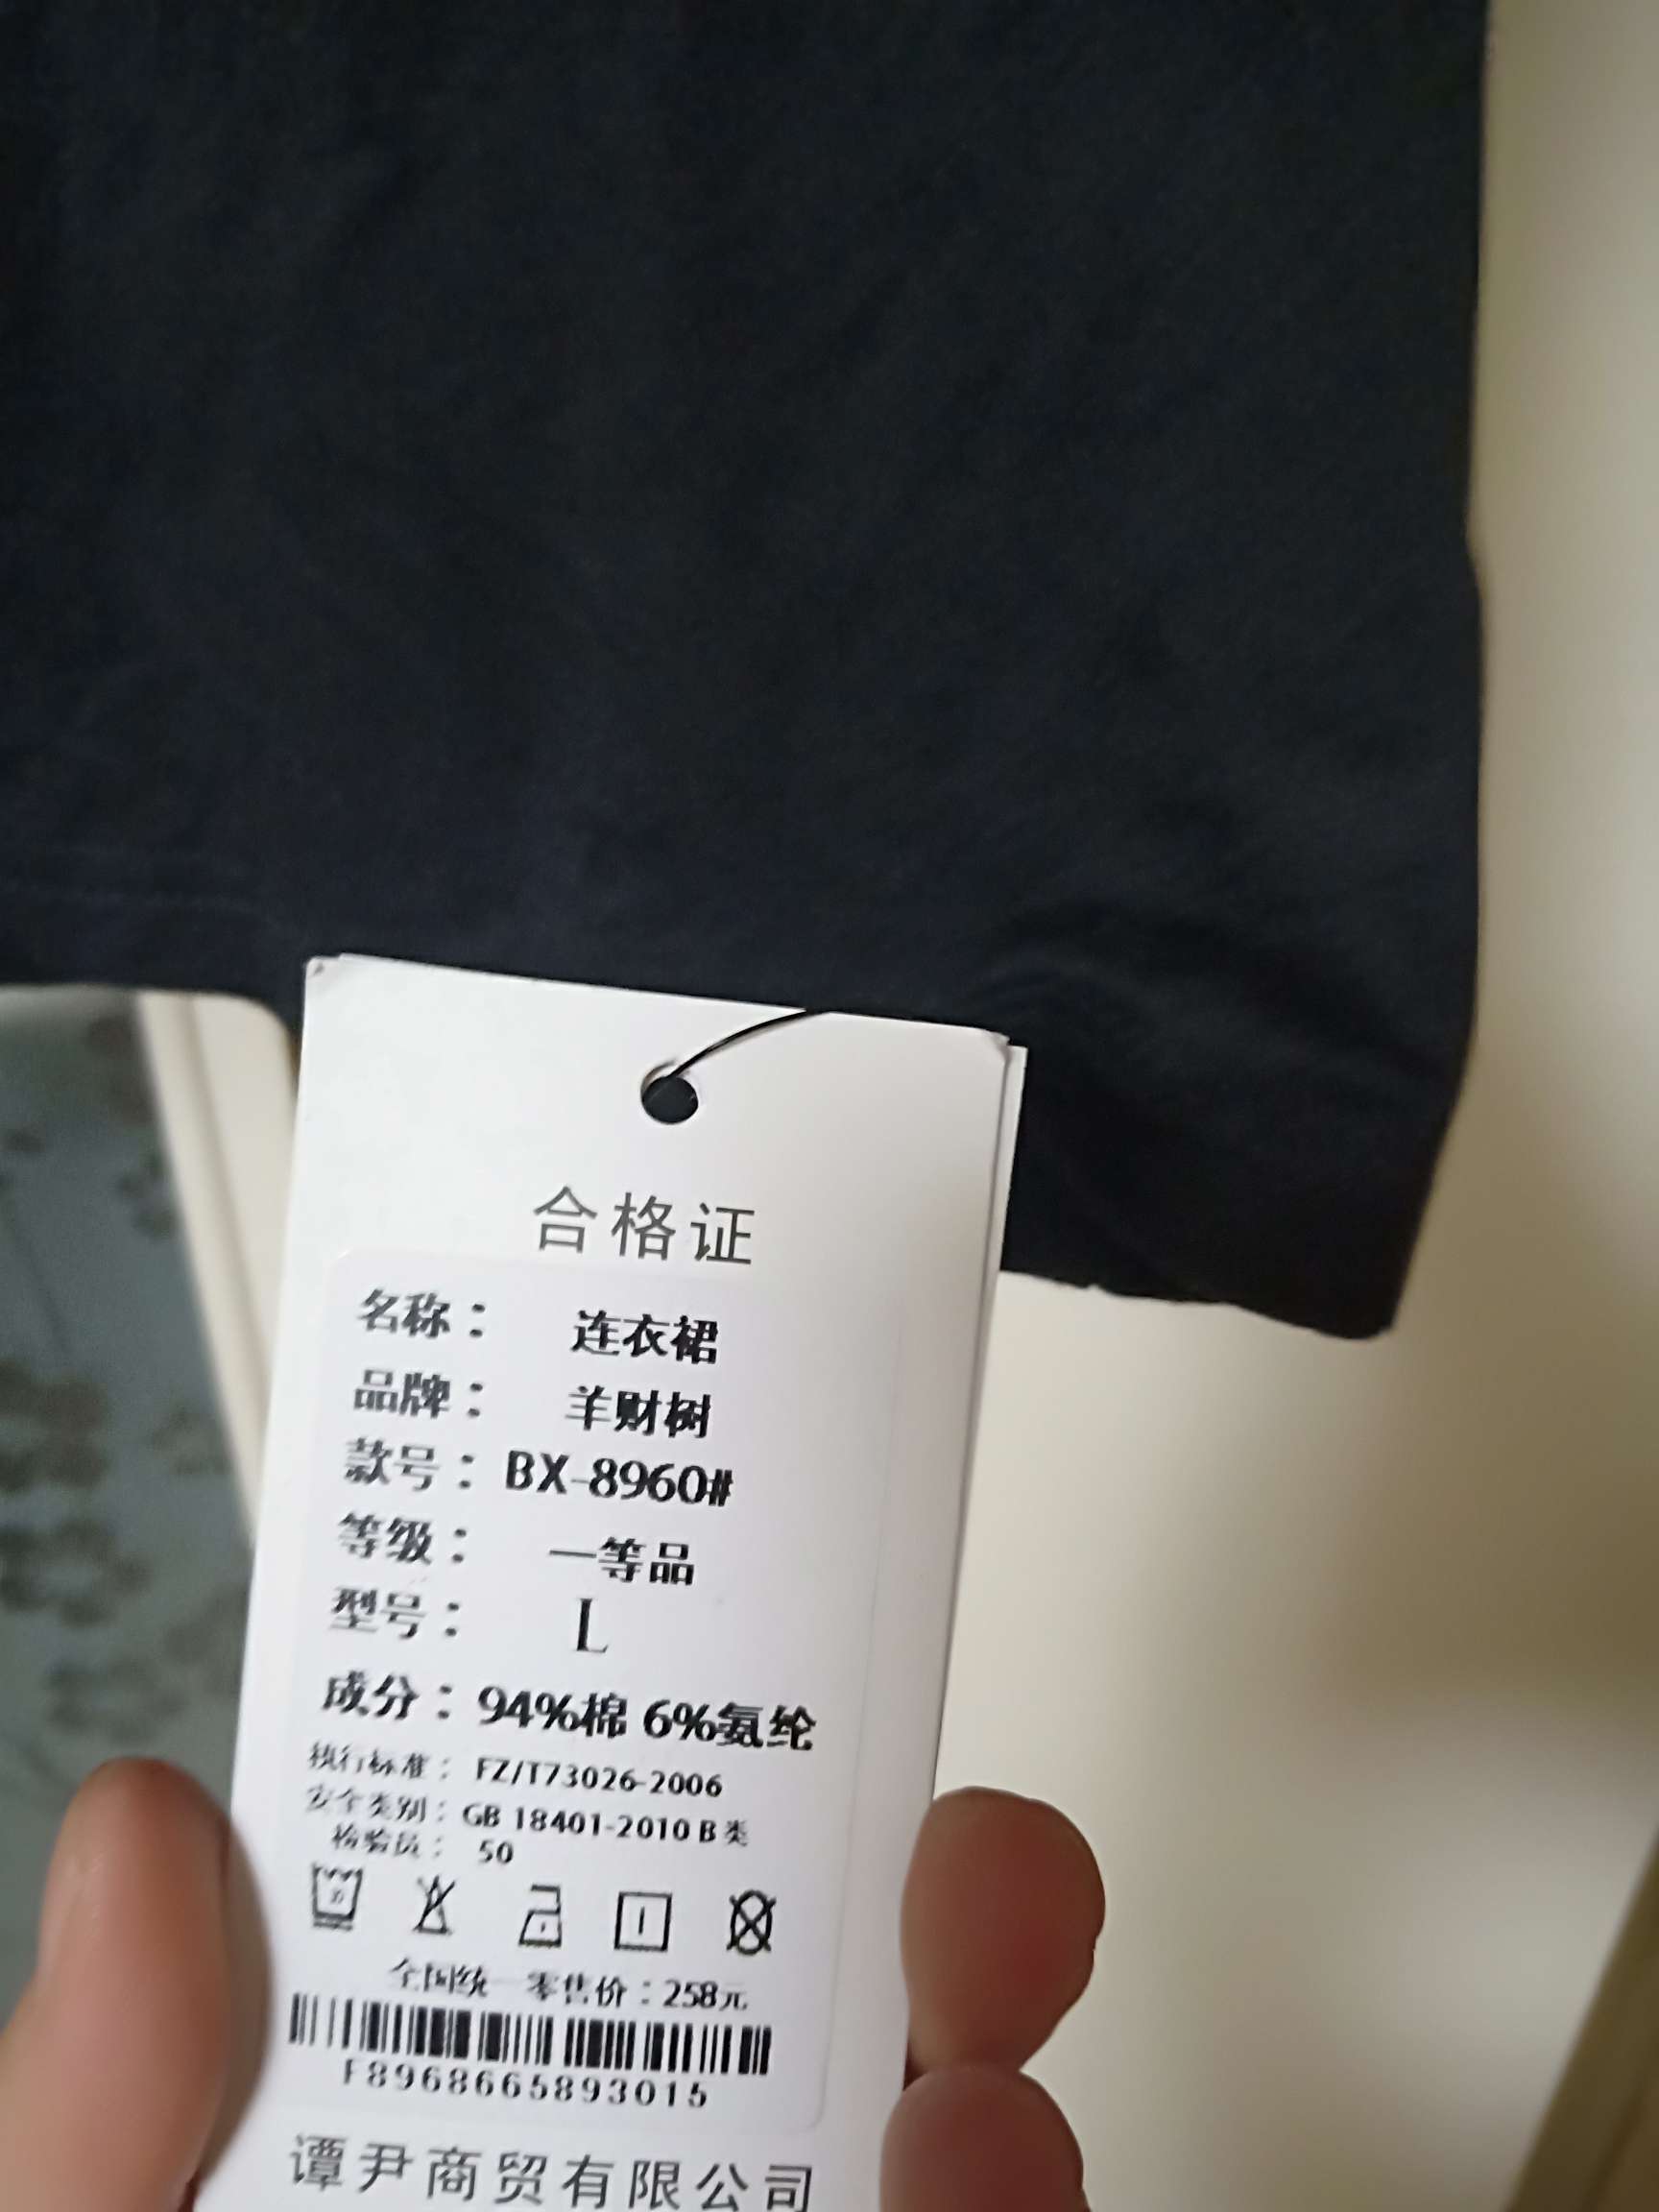 合格证
名称： 连衣裙
品牌： 羊财树
款号： BX-8960#
等级： 一等品
型号： L
成分：94%棉 6%氨纶
执行标准： FZ/T73026-2006
安全类别：GB 18401-2010 B 类
检验员： 50
全国统一零售价：258元
F8968665893015
谭尹商贸有限公司